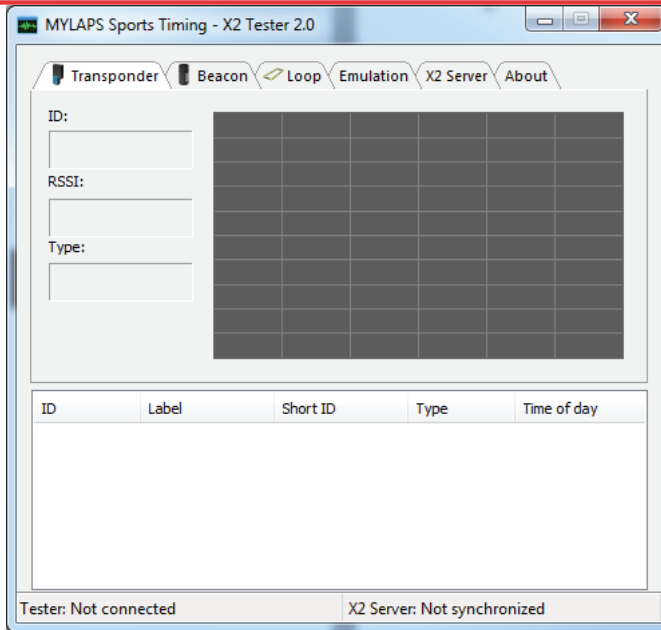 MYLAPS Sports Timing - X2 Tester 2.0
Transponder Beacon Loop Emulation X2 Server About
ID:
RSSI:
Type:
ID Label Short ID Type Time of day
Tester: Not connected X2 Server: Not synchronized